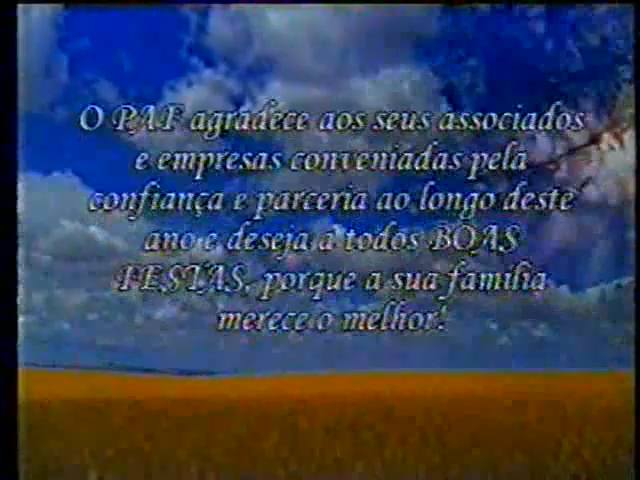 O PAF agradece aos seus associados
e empresas conveniadas pela
confiança e parceria ao longo deste
ano e deseja a todos BOAS
FESTAS, porque a sua família
merece o melhor!